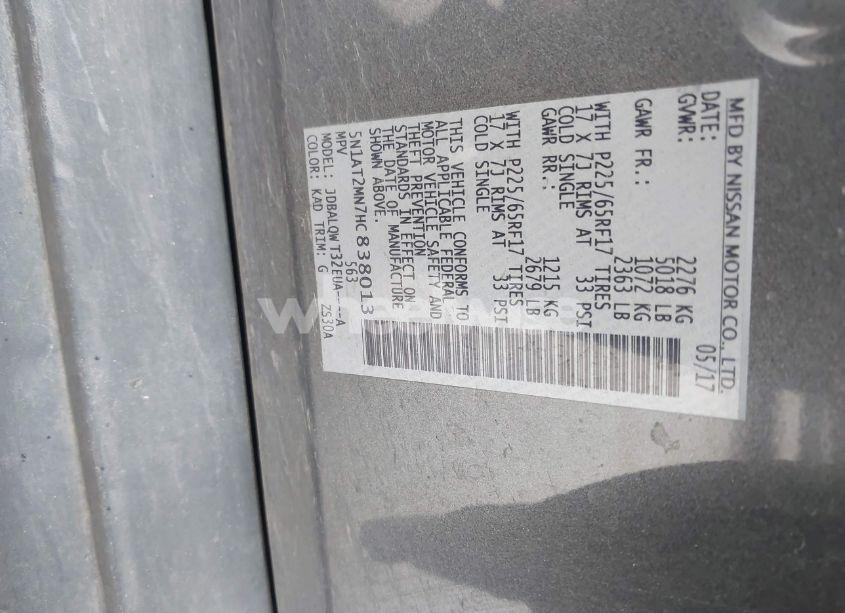 MFD BY NISSAN MOTOR CO., LTD.
DATE: 05/17
GVWR: 2276 KG
5018 LB
GAWR FR.: 1072 KG
2363 LB
WITH P225/65RF17 TIRES
17 X 7J RIMS AT 33 PSI
COLD SINGLE
GAWR RR.: 1215 KG
2679 LB
WITH P225/65RF17 TIRES
17 X 7J RIMS AT 33 PSI
COLD SINGLE
THIS VEHICLE CONFORMS TO
ALL APPLICABLE FEDERAL
MOTOR VEHICLE SAFETY AND
THEFT PREVENTION
STANDARDS IN EFFECT ON
THE DATE OF MANUFACTURE
SHOWN ABOVE.
5N1AT2MN7HC838013
MPV 563
MODEL: JDBALQW T32EUA---A
COLOR: KAD TRIM: G ZS30A